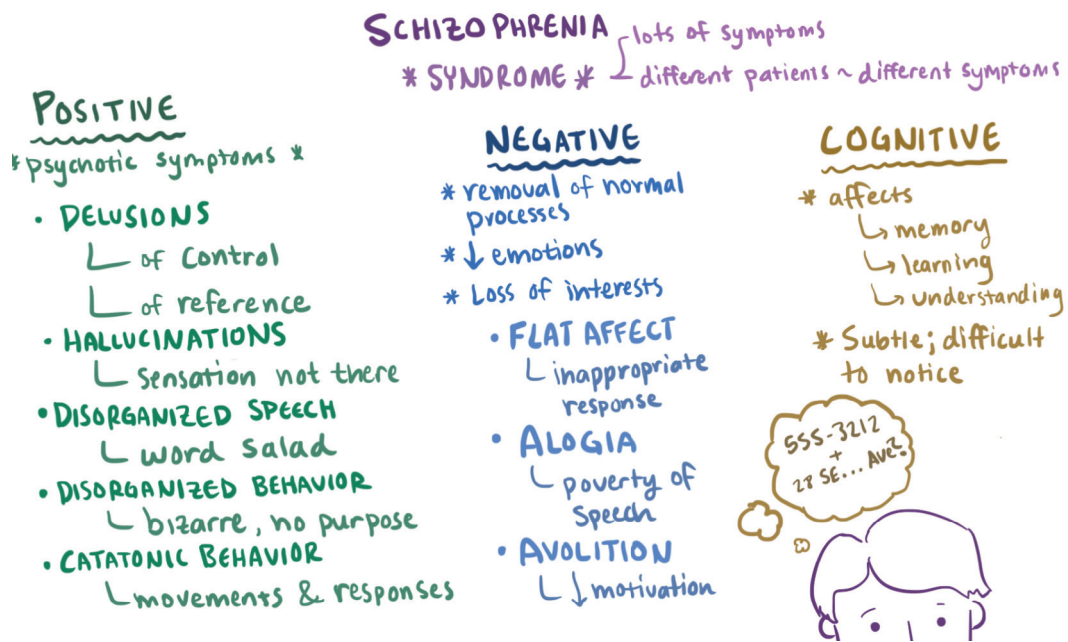 SCHIZOPHRENIA
lots of symptoms
* SYNDROME *
different patients ~ different symptoms
POSITIVE
* psychotic symptoms *
• DELUSIONS
of control
of reference
• HALLUCINATIONS
sensation not there
• DISORGANIZED SPEECH
word salad
• DISORGANIZED BEHAVIOR
bizarre, no purpose
• CATATONIC BEHAVIOR
movements & responses
NEGATIVE
* removal of normal
processes
* ↓ emotions
* Loss of interests
• FLAT AFFECT
inappropriate
response
• ALOGIA
poverty of
speech
• AVOLITION
↓ motivation
COGNITIVE
* affects
↳ memory
↳ learning
↳ understanding
* Subtle; difficult
to notice
555-3212
+
28 SE... Ave?